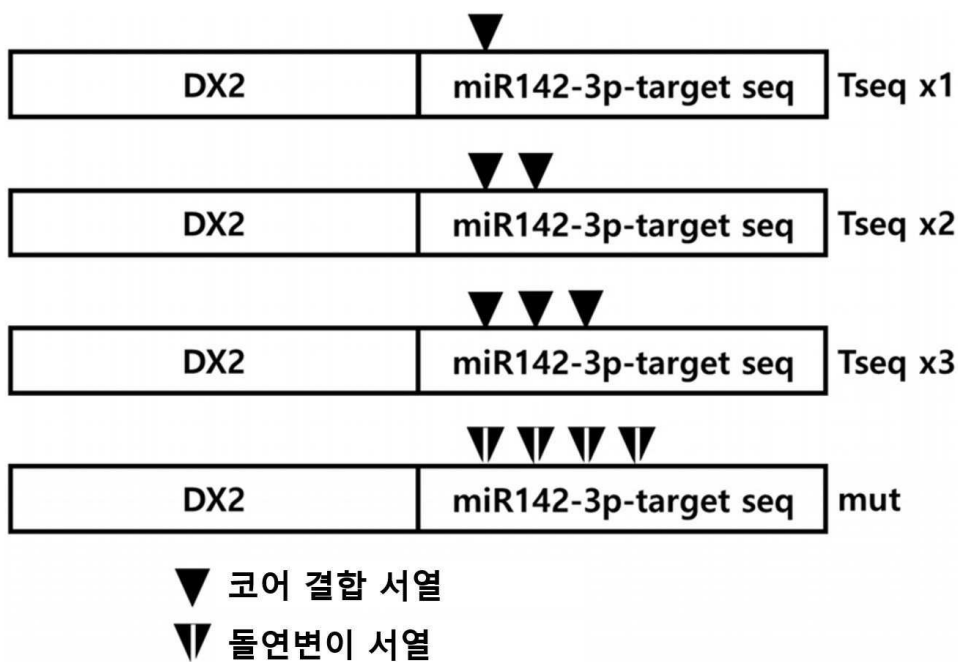 DX2 miR142-3p-target seq Tseq x1
DX2 miR142-3p-target seq Tseq x2
DX2 miR142-3p-target seq Tseq x3
DX2 miR142-3p-target seq mut
코어 결합 서열
돌연변이 서열